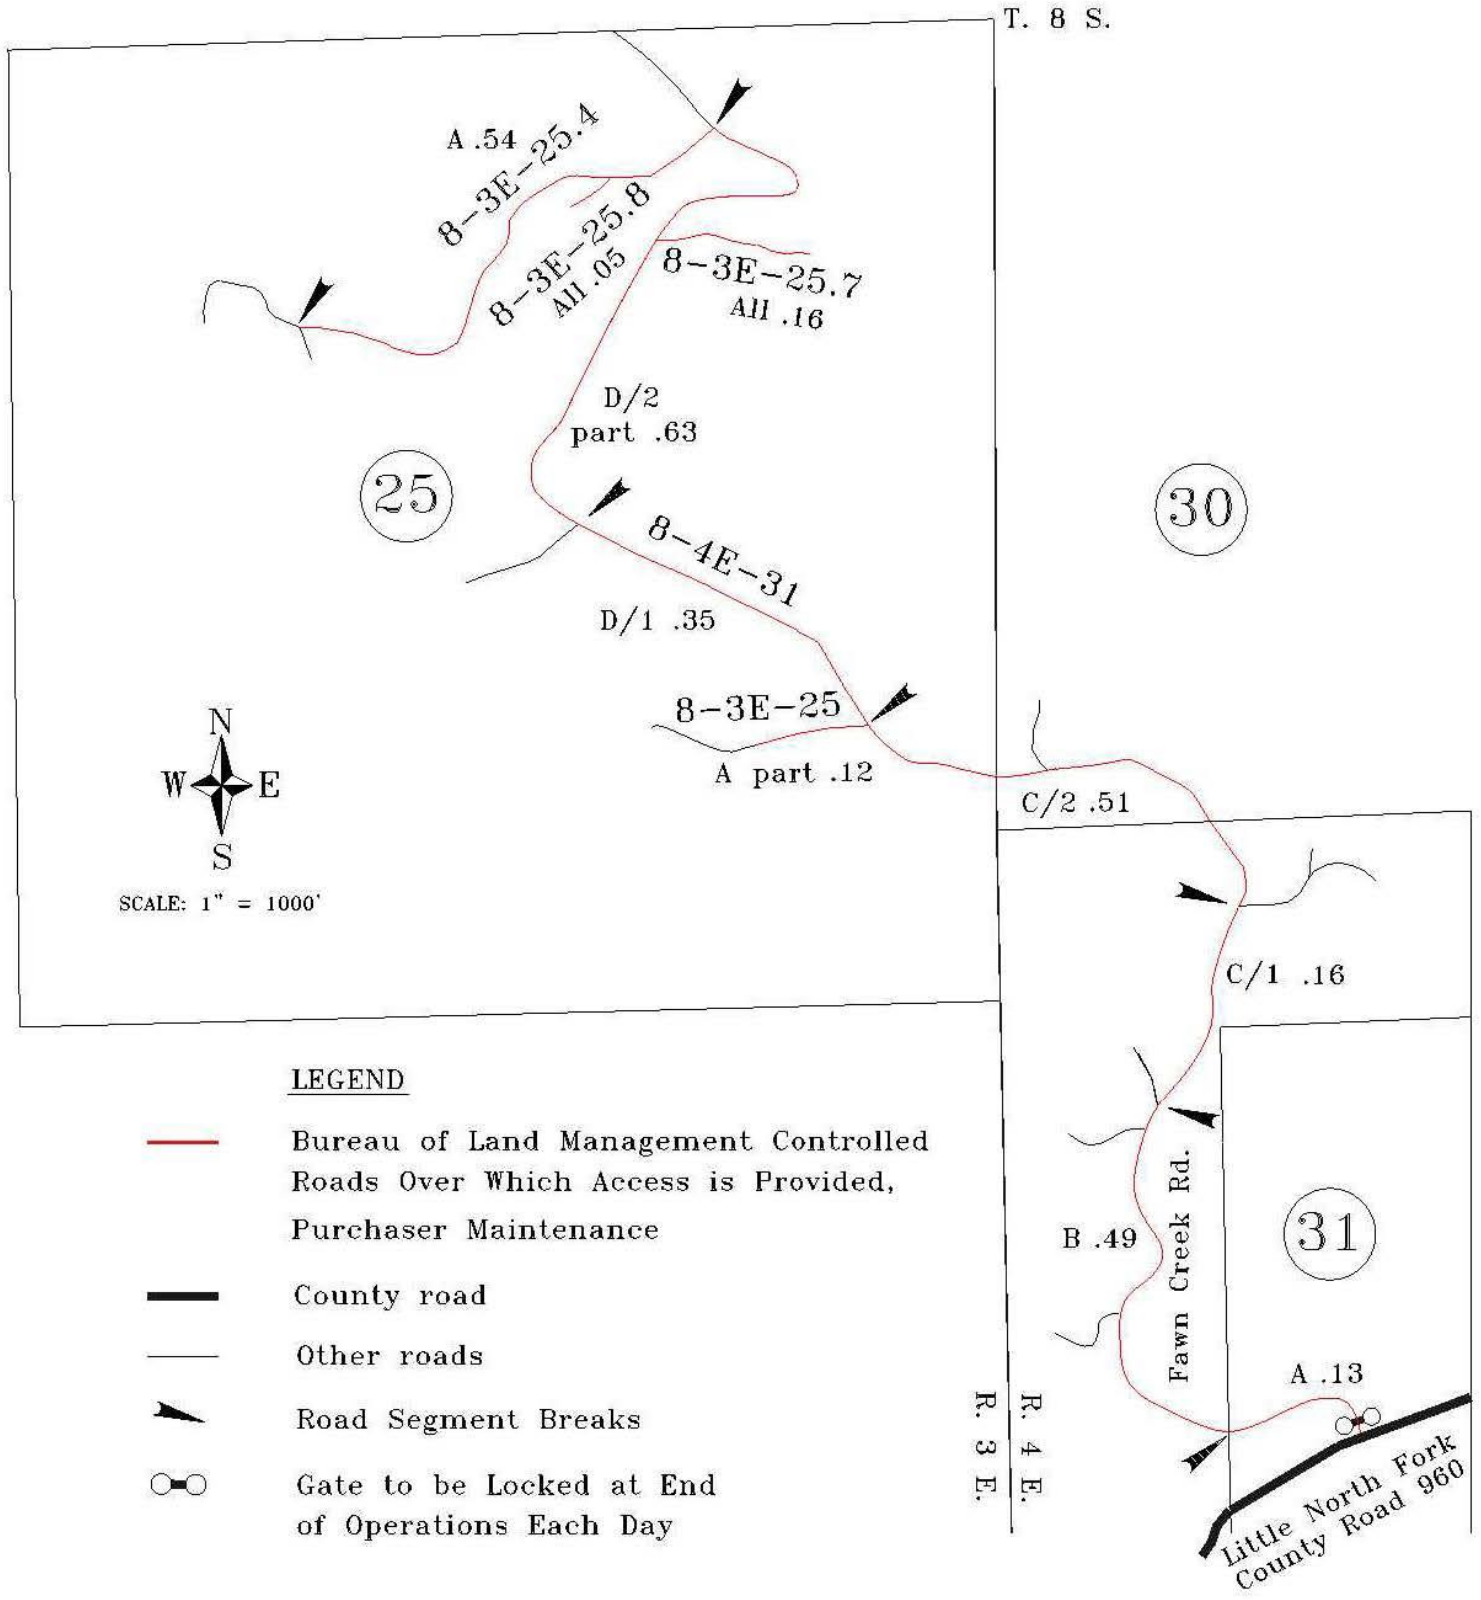 T. 8 S.
A .54
8-3E-25.4
8-3E-25.8
All .05
8-3E-25.7
All .16
D/2
part .63
25
30
8-4E-31
D/1 .35
8-3E-25
A part .12
C/2 .51
N
W E
S
SCALE: 1" = 1000'
C/1 .16
LEGEND
Bureau of Land Management Controlled
Roads Over Which Access is Provided,
Purchaser Maintenance
County road
Other roads
Road Segment Breaks
Gate to be Locked at End
of Operations Each Day
B .49
Fawn Creek Rd.
31
A .13
R. 3 E.
R. 4 E.
Little North Fork
County Road 960